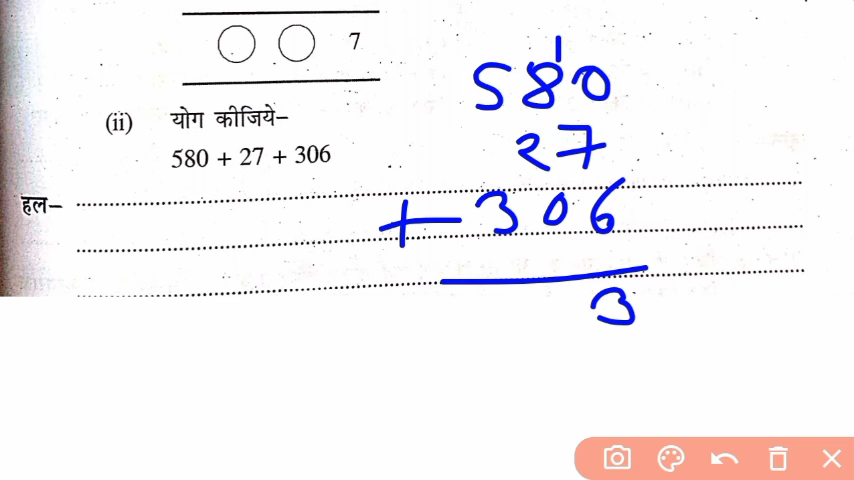 7
(ii) योग कीजिये–
580 + 27 + 306
हल–
1
580
27
+ 306
3